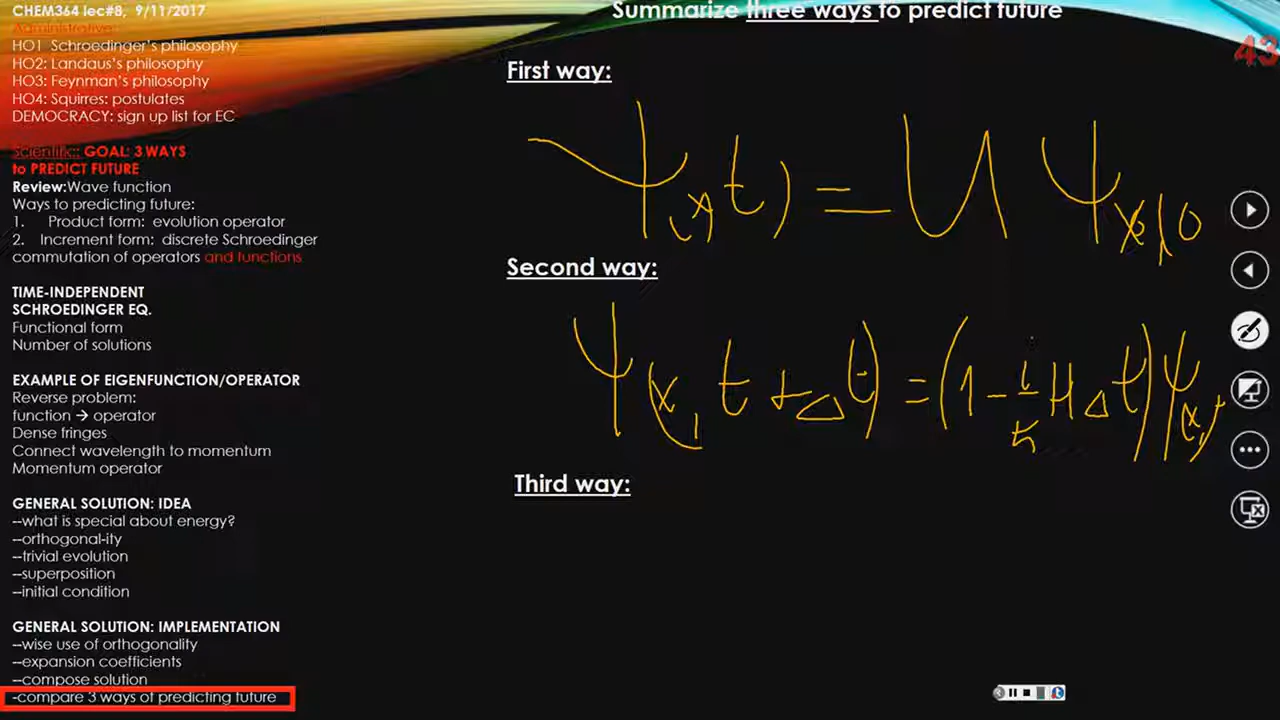 CHEM364 lec#8, 9/11/2017
Administrative:
HO1 Schroedinger's philosophy
HO2: Landaus's philosophy
HO3: Feynman's philosophy
HO4: Squirres: postulates
DEMOCRACY: sign up list for EC
Scientific: GOAL: 3 WAYS
to PREDICT FUTURE
Review:Wave function
Ways to predicting future:
1. Product form: evolution operator
2. Increment form: discrete Schroedinger
commutation of operators and functions
TIME-INDEPENDENT
SCHROEDINGER EQ.
Functional form
Number of solutions
EXAMPLE OF EIGENFUNCTION/OPERATOR
Reverse problem:
function → operator
Dense fringes
Connect wavelength to momentum
Momentum operator
GENERAL SOLUTION: IDEA
--what is special about energy?
--orthogonal-ity
--trivial evolution
--superposition
--initial condition
GENERAL SOLUTION: IMPLEMENTATION
--wise use of orthogonality
--expansion coefficients
--compose solution
-compare 3 ways of predicting future
Summarize three ways to predict future
43
First way:
Ψ(x,t) = U Ψ
Second way:
Ψ(x, t + Δt) = (1 - i/ħ H Δt) Ψ(x,t
Third way: